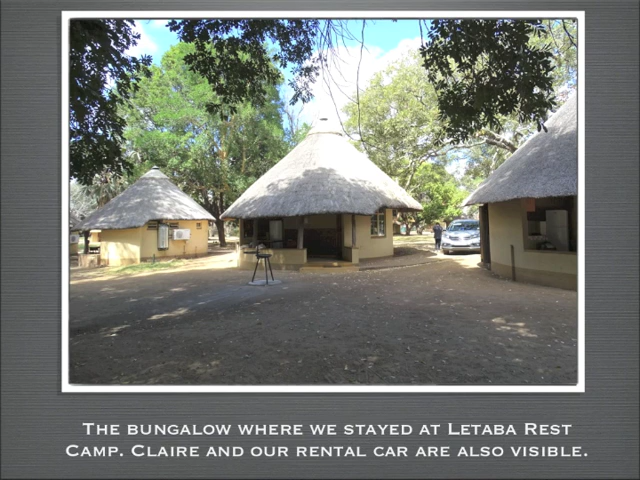 The bungalow where we stayed at Letaba Rest
Camp. Claire and our rental car are also visible.